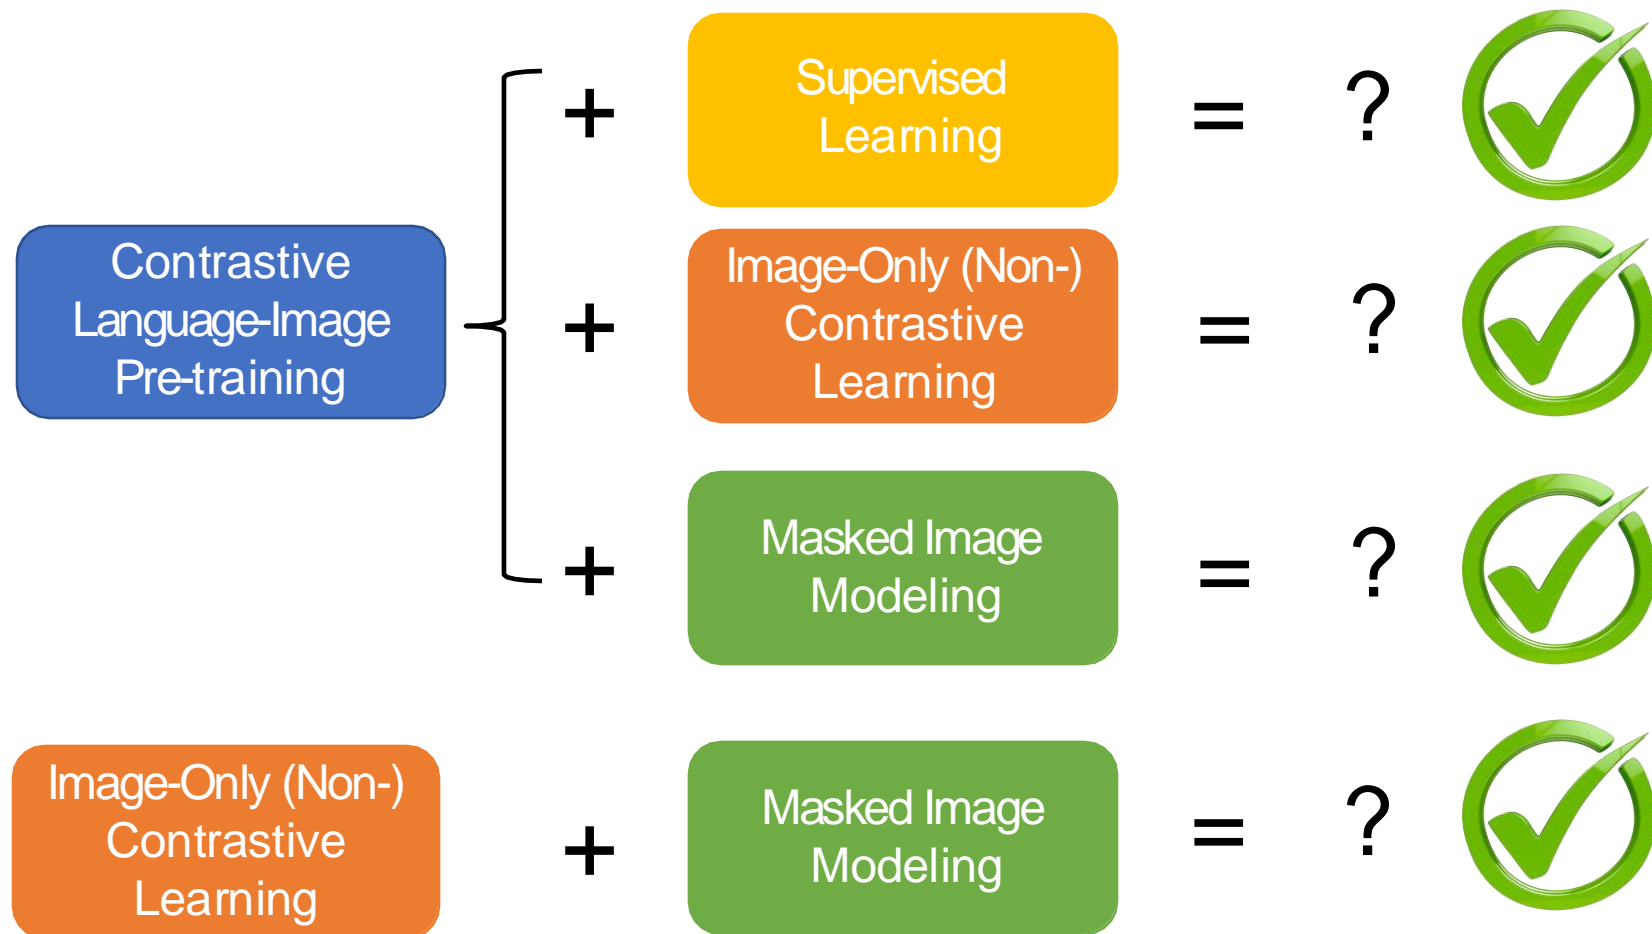 Contrastive
Language-Image
Pre-training
+
Supervised
Learning
= ?
+
Image-Only (Non-)
Contrastive
Learning
= ?
+
Masked Image
Modeling
= ?
Image-Only (Non-)
Contrastive
Learning
+
Masked Image
Modeling
= ?